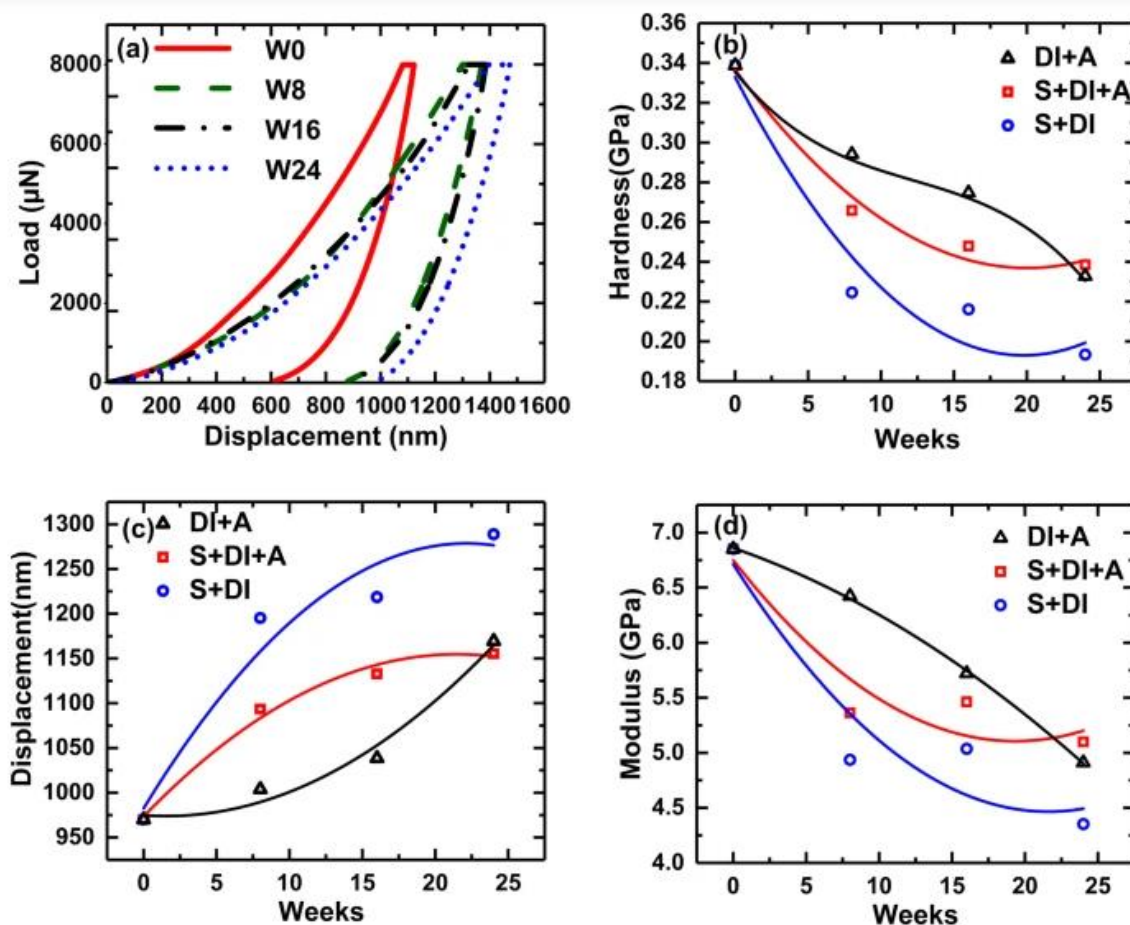 (a)
W0
W8
W16
W24
8000
6000
4000
2000
0
0 200 400 600 800 1000 1200 1400 1600
Load (µN)
Displacement (nm)
(b)
DI+A
S+DI+A
S+DI
0.36
0.34
0.32
0.30
0.28
0.26
0.24
0.22
0.20
0.18
0 5 10 15 20 25
Hardness(GPa)
Weeks
(c)
DI+A
S+DI+A
S+DI
1300
1250
1200
1150
1100
1050
1000
950
0 5 10 15 20 25
Displacement(nm)
Weeks
(d)
DI+A
S+DI+A
S+DI
7.0
6.5
6.0
5.5
5.0
4.5
4.0
0 5 10 15 20 25
Modulus (GPa)
Weeks